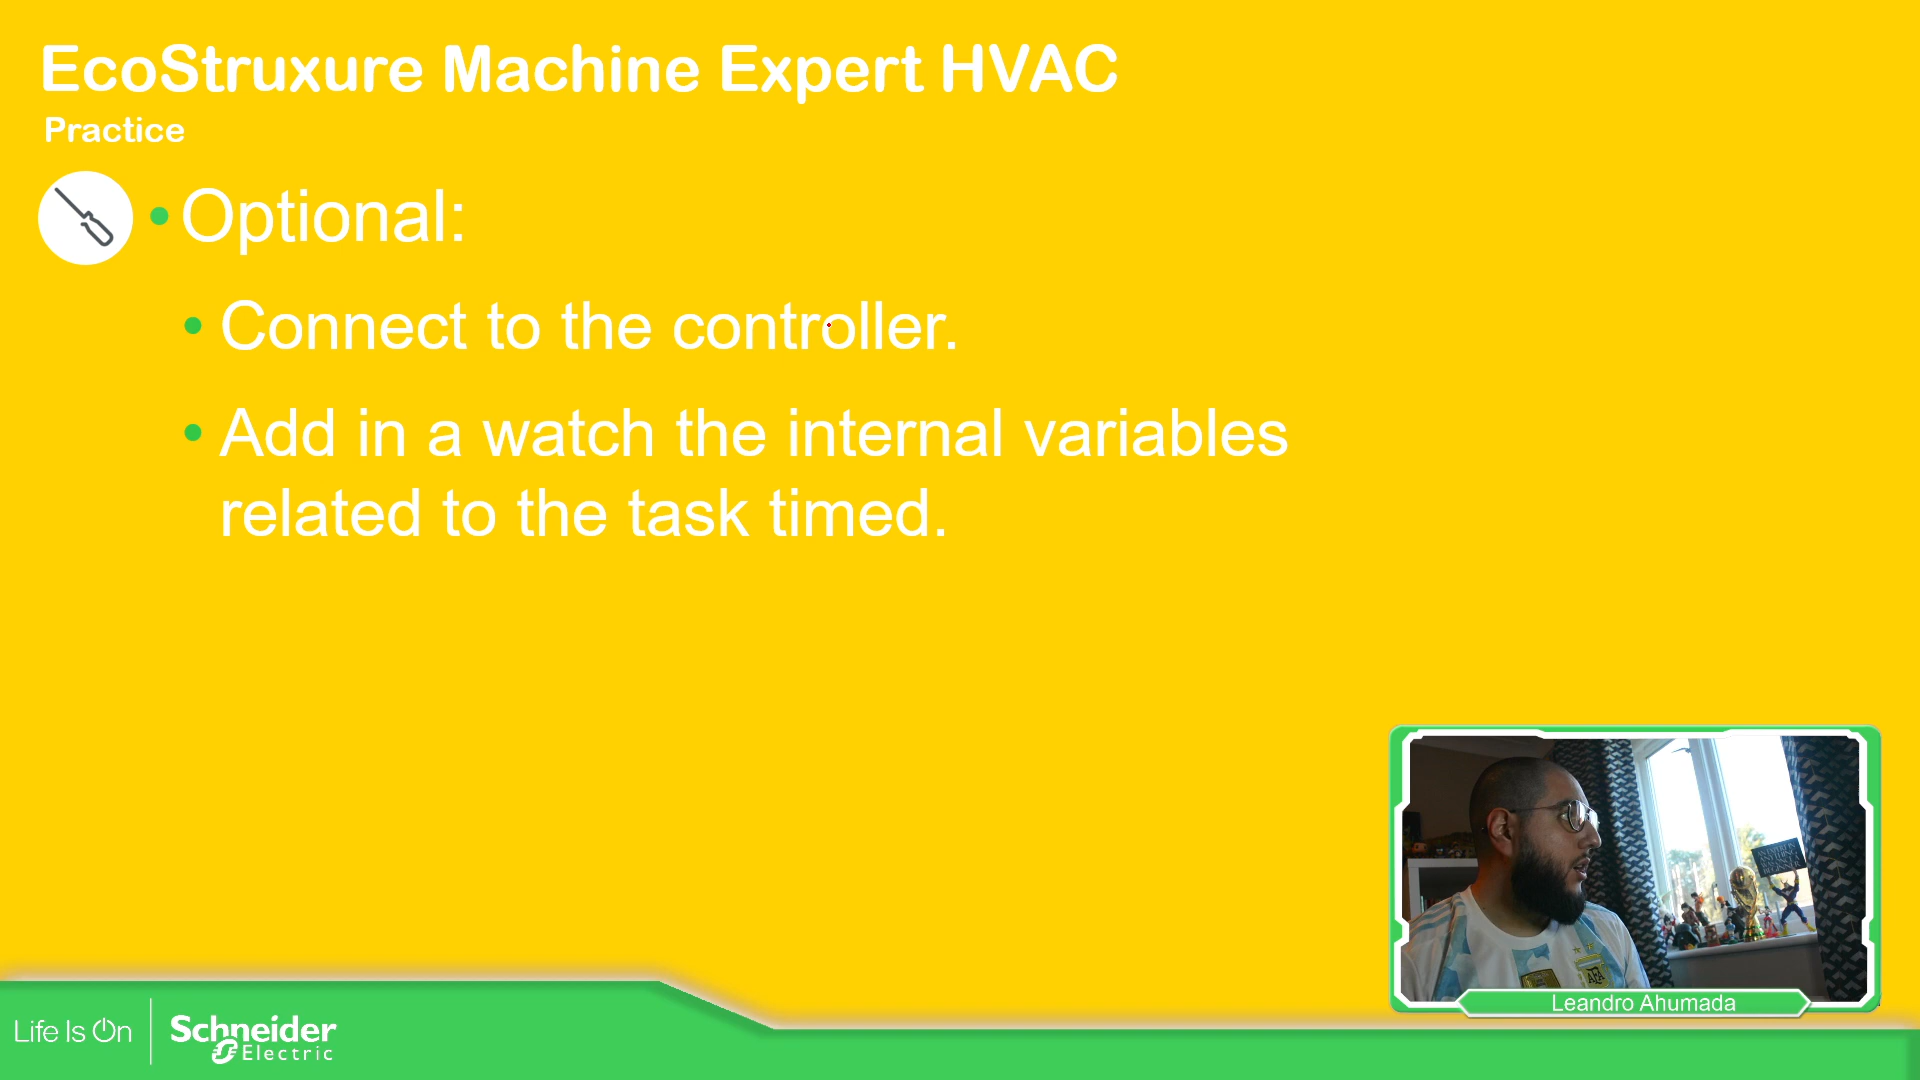 EcoStruxure Machine Expert HVAC
Practice
• Optional:
• Connect to the controller.
• Add in a watch the internal variables
related to the task timed.
AFA
Leandro Ahumada
Life Is On
Schneider
Electric